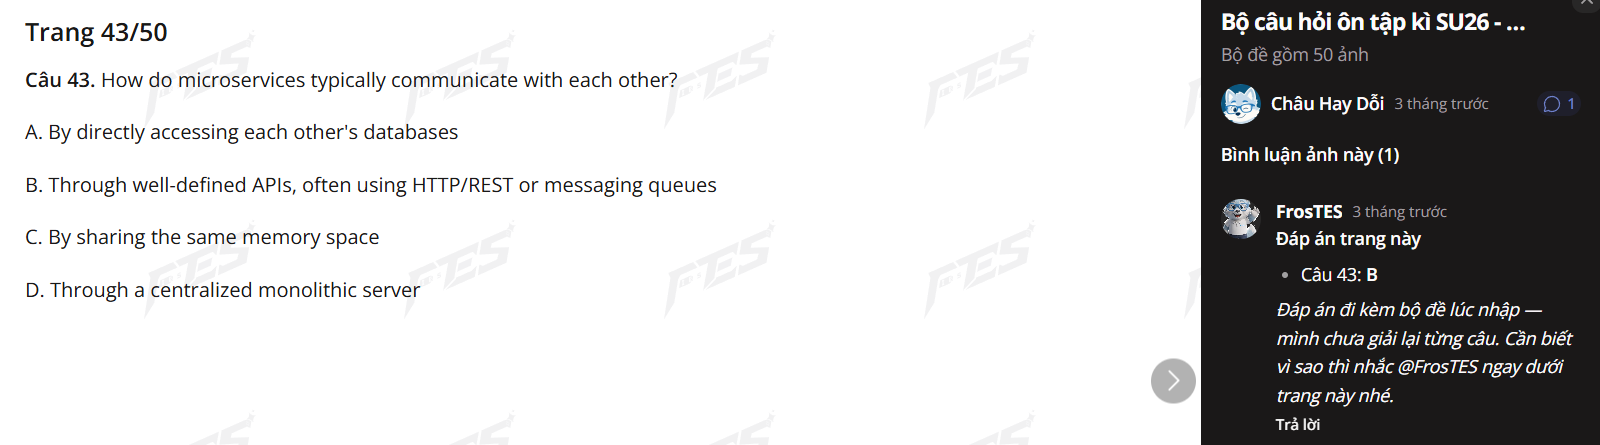 Trang 43/50
Câu 43. How do microservices typically communicate with each other?
A. By directly accessing each other's databases
B. Through well-defined APIs, often using HTTP/REST or messaging queues
C. By sharing the same memory space
D. Through a centralized monolithic server
Bộ câu hỏi ôn tập kì SU26 - ...
Bộ đề gồm 50 ảnh
Châu Hay Dỗi 3 tháng trước 1
Bình luận ảnh này (1)
FrosTES 3 tháng trước
Đáp án trang này
• Câu 43: B
Đáp án đi kèm bộ đề lúc nhập —
mình chưa giải lại từng câu. Cần biết
vì sao thì nhắc @FrosTES ngay dưới
trang này nhé.
Trả lời
FTES